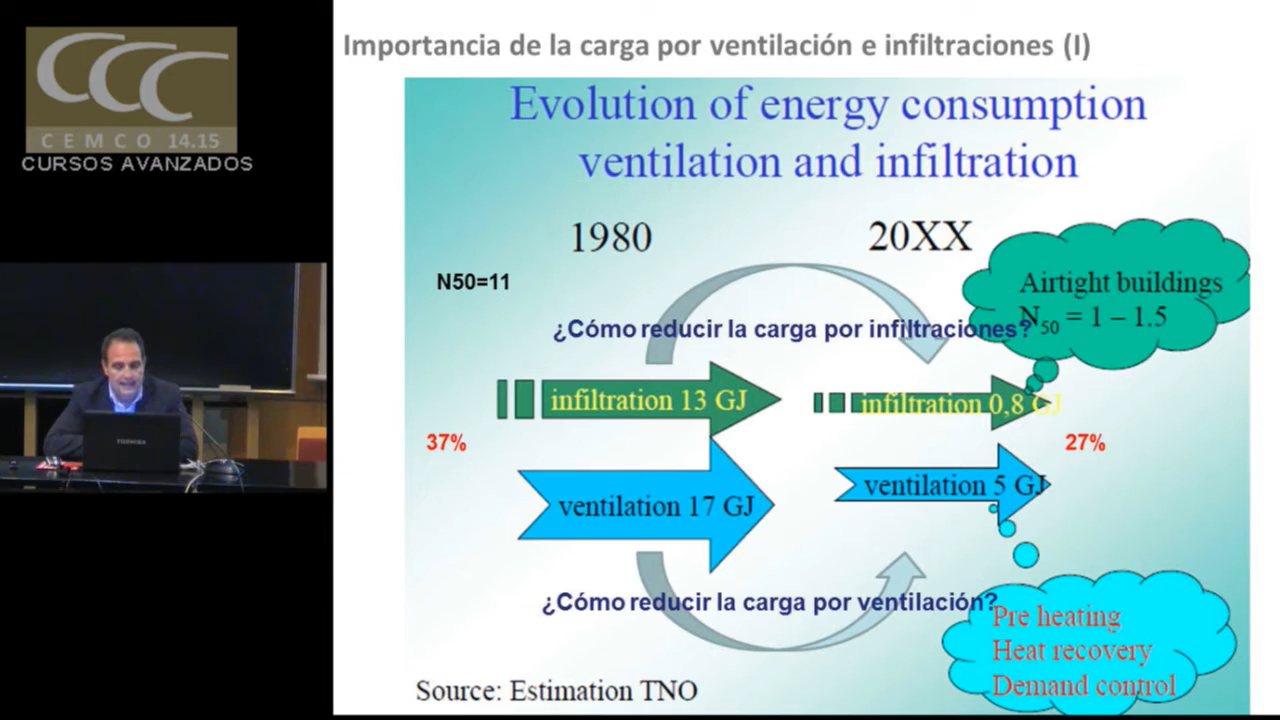 CCC
CEMCO 14.15
CURSOS AVANZADOS
Importancia de la carga por ventilación e infiltraciones (I)
Evolution of energy consumption
ventilation and infiltration
1980
20XX
N50=11
Airtight buildings
N50 = 1 – 1.5
¿Cómo reducir la carga por infiltraciones?
infiltration 13 GJ
infiltration 0,8 GJ
37%
27%
ventilation 17 GJ
ventilation 5 GJ
¿Cómo reducir la carga por ventilación?
Pre heating
Heat recovery
Demand control
Source: Estimation TNO
TOSHIBA